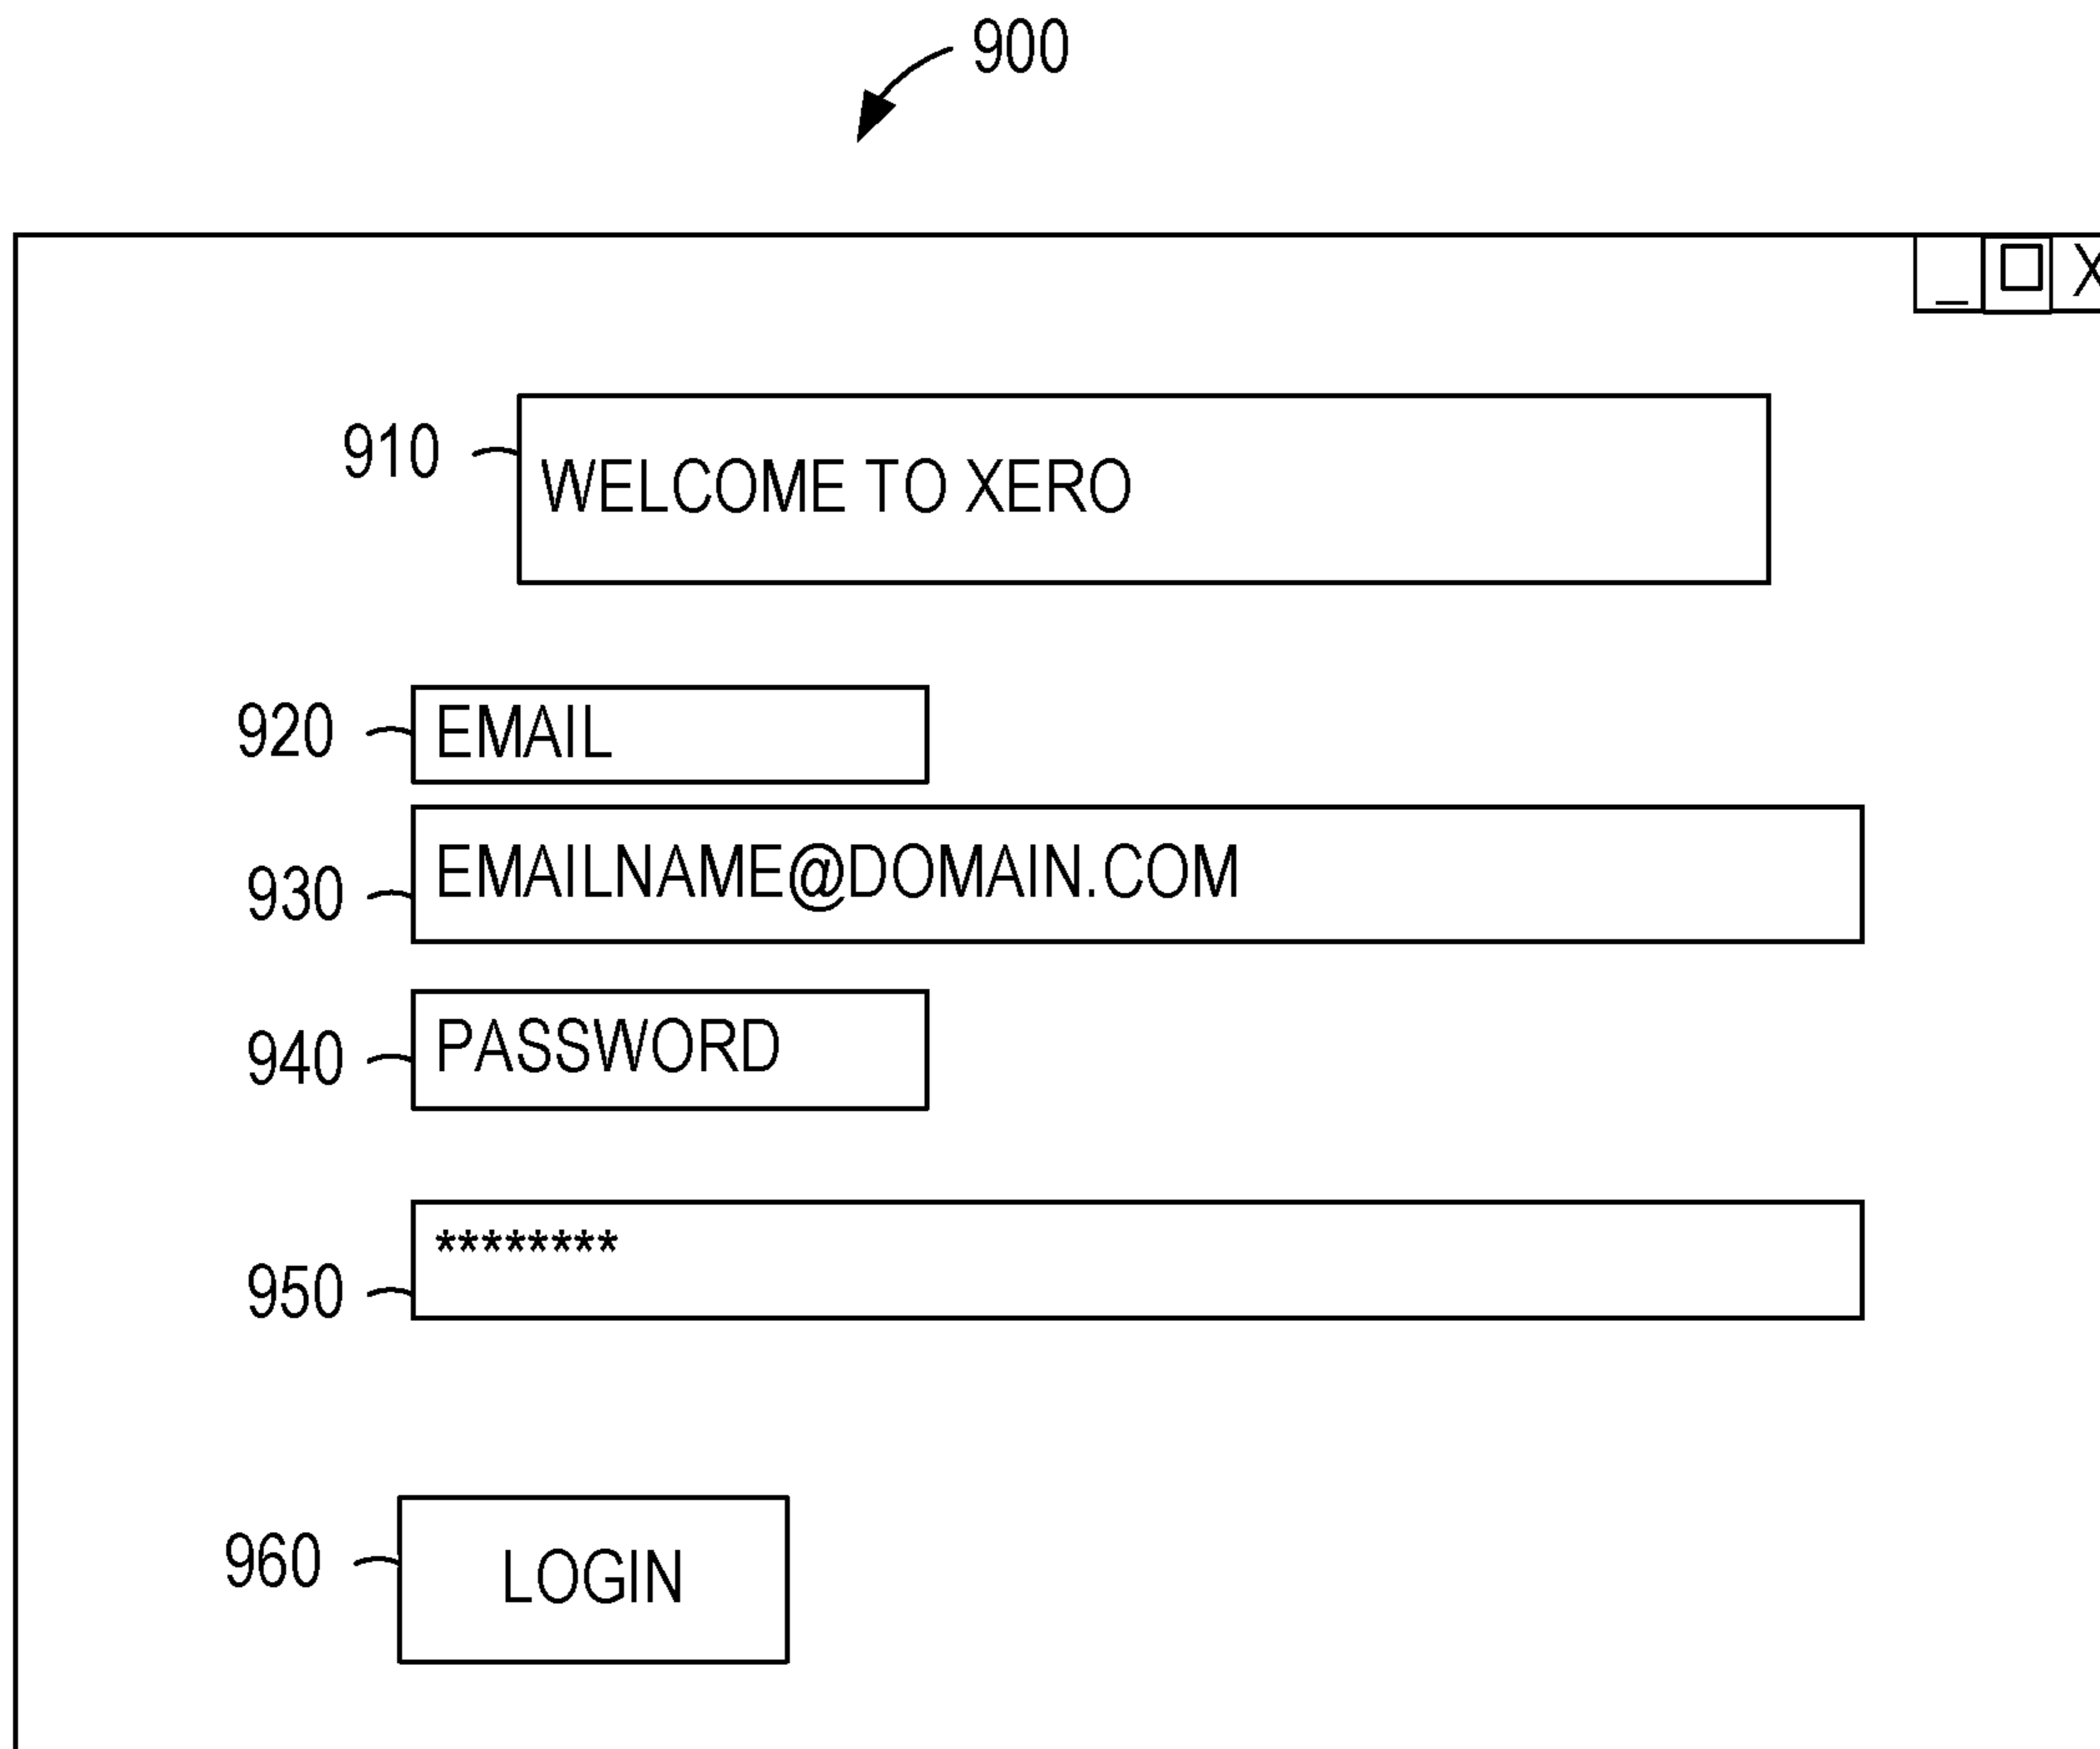 900
_ □ X
910 WELCOME TO XERO
920 EMAIL
930 EMAILNAME@DOMAIN.COM
940 PASSWORD
950 ********
960 LOGIN